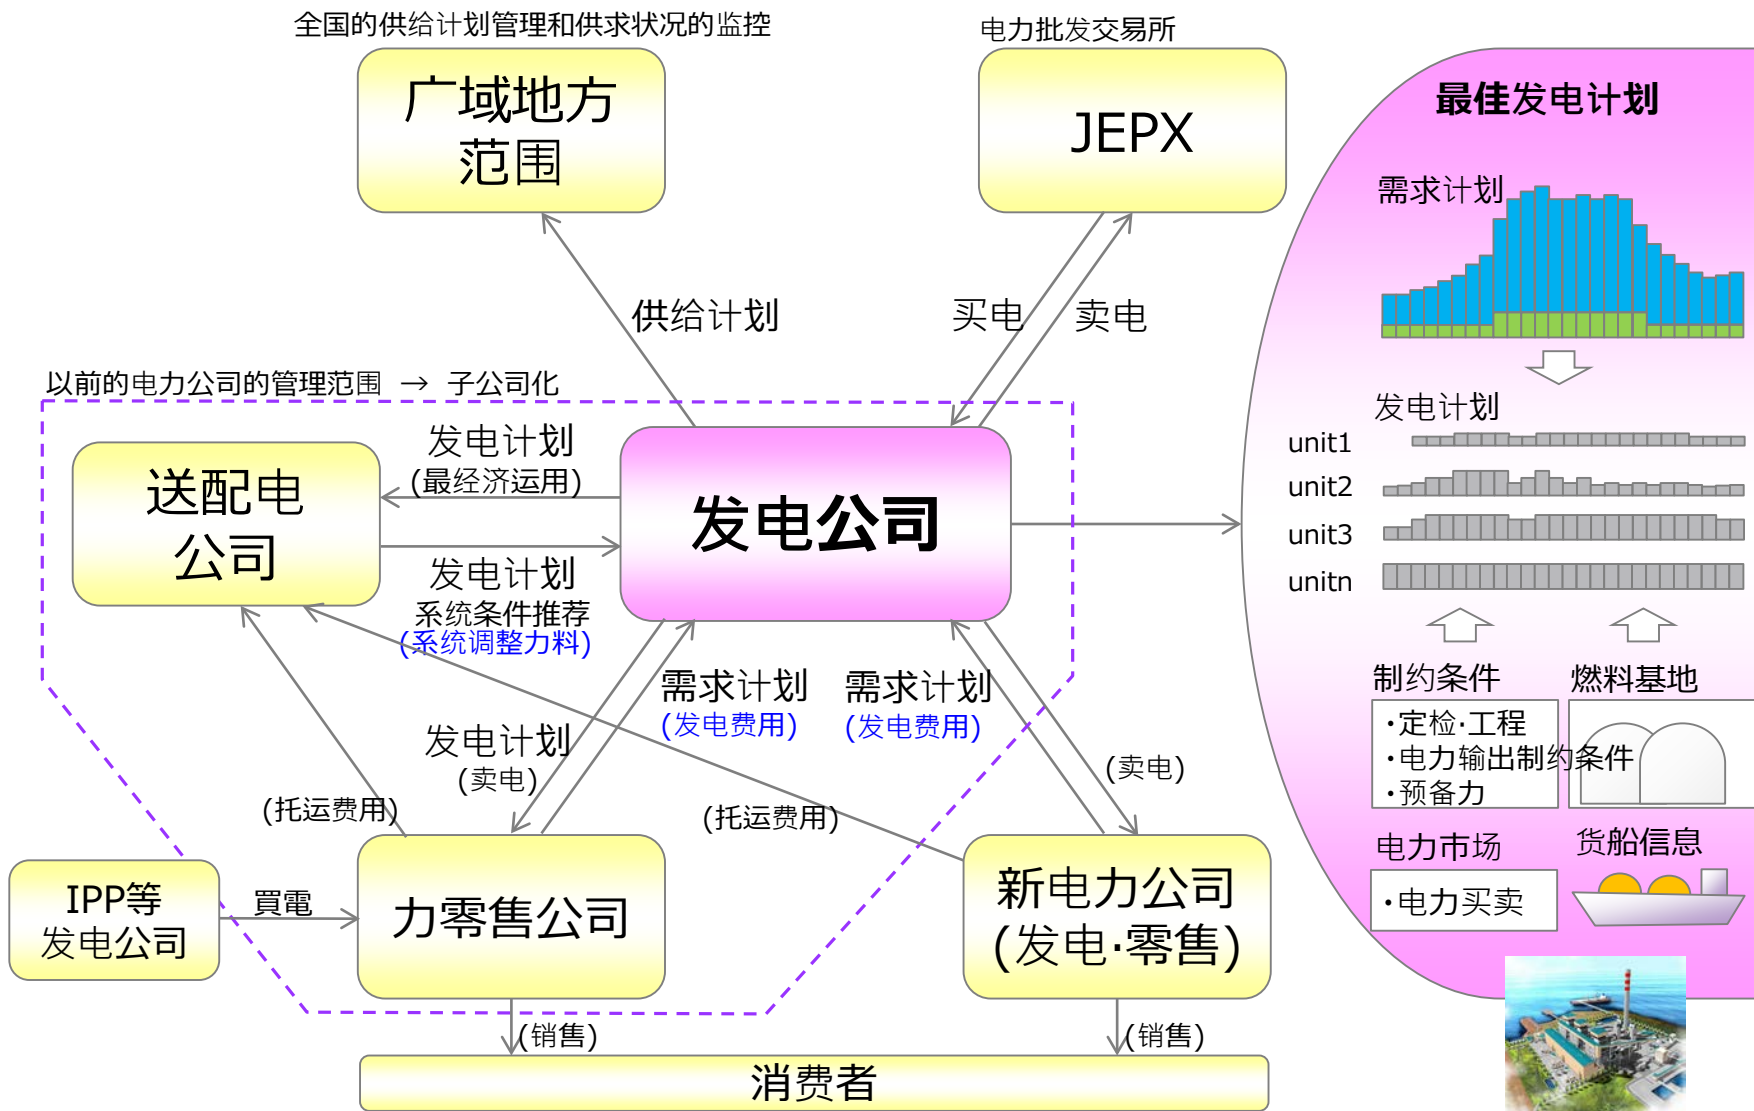 全国的供给计划管理和供求状况的监控
电力批发交易所
广域地方
范围
JEPX
最佳发电计划
需求计划
供给计划
买电
卖电
以前的电力公司的管理范围 → 子公司化
发电计划
(最经济运用)
送配电
公司
发电公司
发电计划
系统条件推荐
(系统调整力料)
发电计划
unit1
unit2
unit3
unitn
需求计划
(发电费用)
需求计划
(发电费用)
发电计划
(卖电)
(卖电)
(托运费用)
(托运费用)
制约条件
・定检·工程
・电力输出制约条件
・预备力
燃料基地
电力市场
・电力买卖
货船信息
IPP等
发电公司
買電
力零售公司
新电力公司
(发电·零售)
(销售)
(销售)
消费者